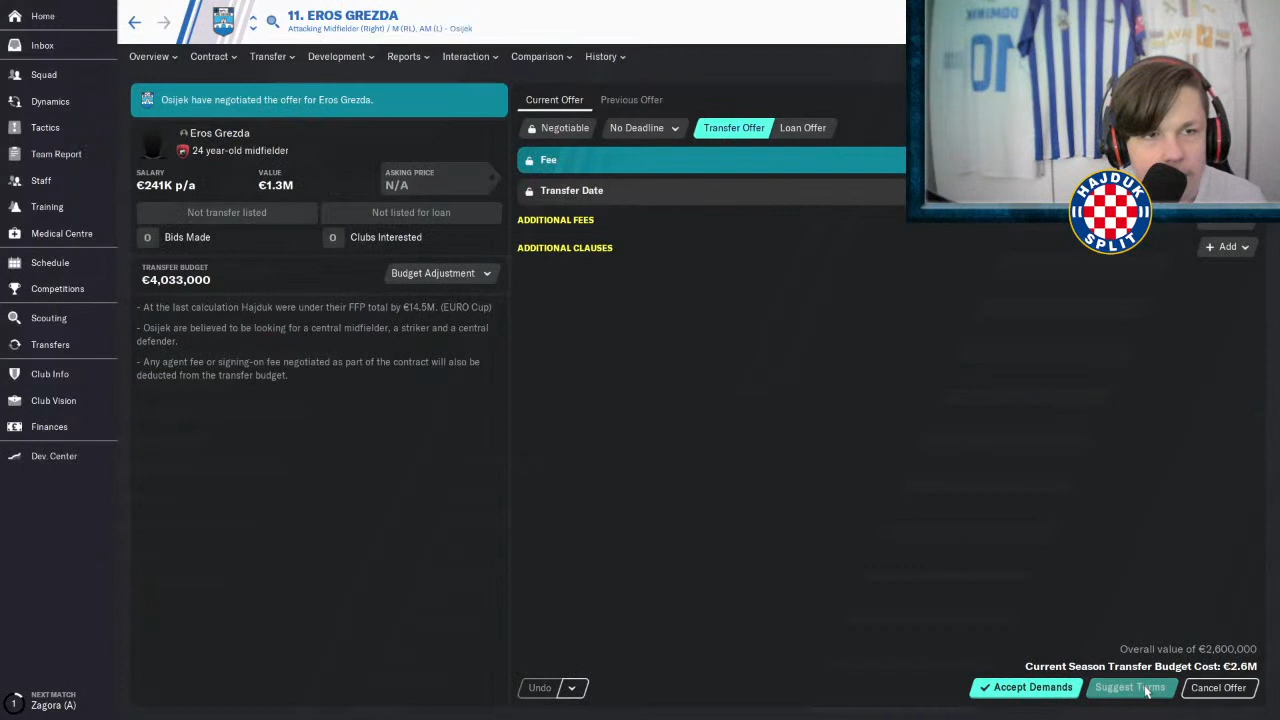 Home
Inbox
Squad
Dynamics
Tactics
Team Report
Staff
Training
Medical Centre
Schedule
Competitions
Scouting
Transfers
Club Info
Club Vision
Finances
Dev. Center
1
NEXT MATCH
Zagora (A)
11. EROS GREZDA
Attacking Midfielder (Right) / M (RL), AM (L) - Osijek
Overview
Contract
Transfer
Development
Reports
Interaction
Comparison
History
Osijek have negotiated the offer for Eros Grezda.
Eros Grezda
24 year-old midfielder
SALARY
€241K p/a
VALUE
€1.3M
ASKING PRICE
N/A
Not transfer listed
Not listed for loan
0 Bids Made
0 Clubs Interested
TRANSFER BUDGET
€4,033,000
Budget Adjustment
- At the last calculation Hajduk were under their FFP total by €14.5M. (EURO Cup)
- Osijek are believed to be looking for a central midfielder, a striker and a central
defender.
- Any agent fee or signing-on fee negotiated as part of the contract will also be
deducted from the transfer budget.
Current Offer
Previous Offer
Negotiable
No Deadline
Transfer Offer
Loan Offer
Fee
Transfer Date
ADDITIONAL FEES
ADDITIONAL CLAUSES
+ Add
DOMINIK
10
HAJDUK
SPLIT
Overall value of €2,600,000
Current Season Transfer Budget Cost: €2.6M
Undo
Accept Demands
Suggest Terms
Cancel Offer